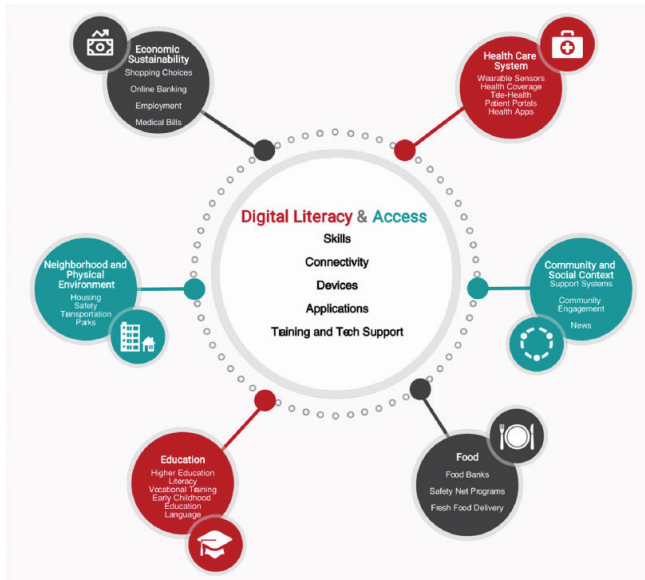 Economic
Sustainability
Shopping Choices
Online Banking
Employment
Medical Bills
Health Care
System
Wearable Sensors
Health Coverage
Tele-Health
Patient Portals
Health Apps
Digital Literacy & Access
Skills
Connectivity
Devices
Applications
Training and Tech Support
Neighborhood and
Physical
Environment
Housing
Safety
Transportation
Parks
Community and
Social Context
Support Systems
Community
Engagement
News
Education
Higher Education
Literacy
Vocational Training
Early Childhood
Education
Language
Food
Food Banks
Safety Net Programs
Fresh Food Delivery